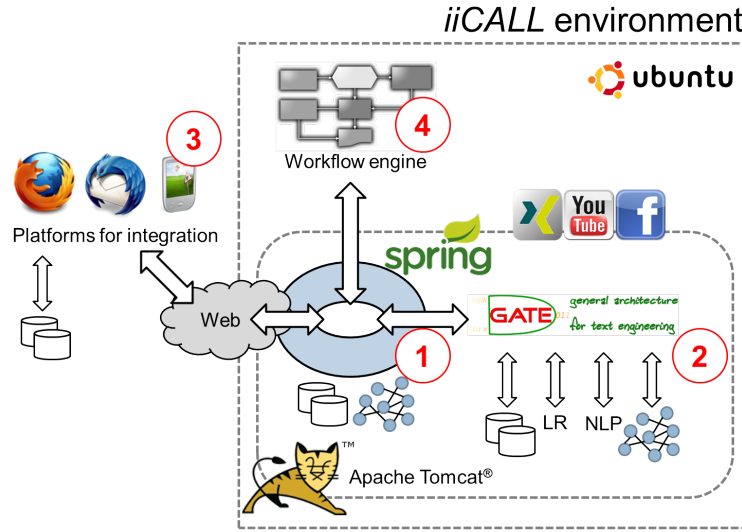 iiCALL environment
ubuntu
4
Workflow engine
3
Platforms for integration
You
Tube
f
spring
Web
GATE
general architecture
for text engineering
1
2
LR
NLP
™
Apache Tomcat®